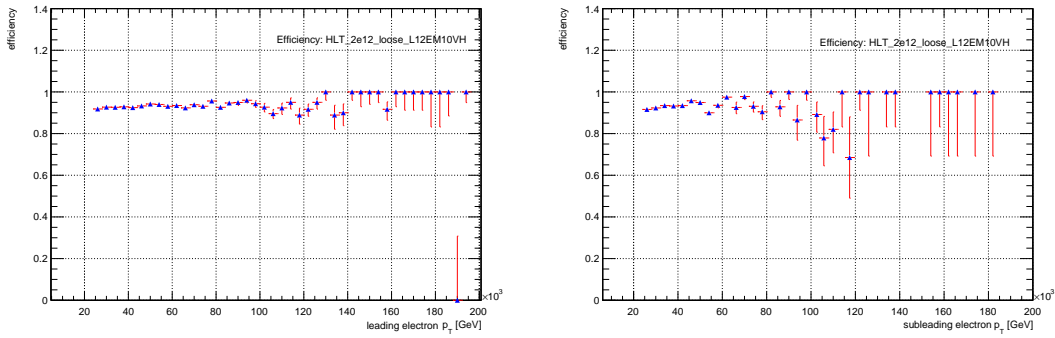 efficiency
1.4
1.2
1
0.8
0.6
0.4
0.2
0
Efficiency: HLT_2e12_loose_L12EM10VH
20 40 60 80 100 120 140 160 180 200
×10³
leading electron p_T [GeV]
efficiency
1.4
1.2
1
0.8
0.6
0.4
0.2
0
Efficiency: HLT_2e12_loose_L12EM10VH
20 40 60 80 100 120 140 160 180 200
×10³
subleading electron p_T [GeV]